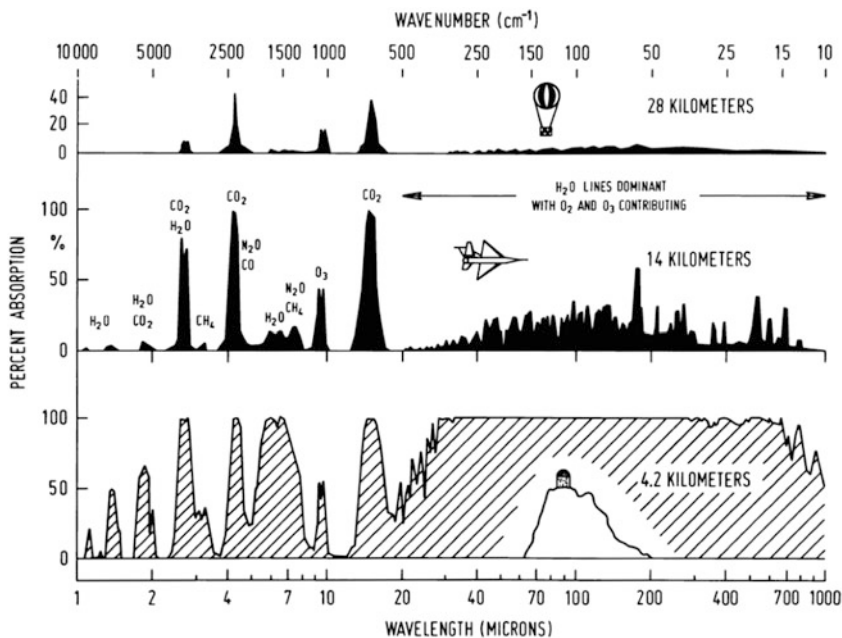 WAVENUMBER (cm⁻¹)
10 000 5000 2500 1500 1000 500 250 150 100 50 25 15 10
40
20
0
28 KILOMETERS
PERCENT ABSORPTION
100
%
50
0
H₂O
H₂O
CO₂
CO₂
H₂O
CH₄
CO₂
N₂O
CO
H₂O
N₂O
CH₄
O₃
CO₂
H₂O LINES DOMINANT
WITH O₂ AND O₃ CONTRIBUTING
14 KILOMETERS
100
50
0
4.2 KILOMETERS
1 2 4 7 10 20 40 70 100 200 400 700 1000
WAVELENGTH (MICRONS)